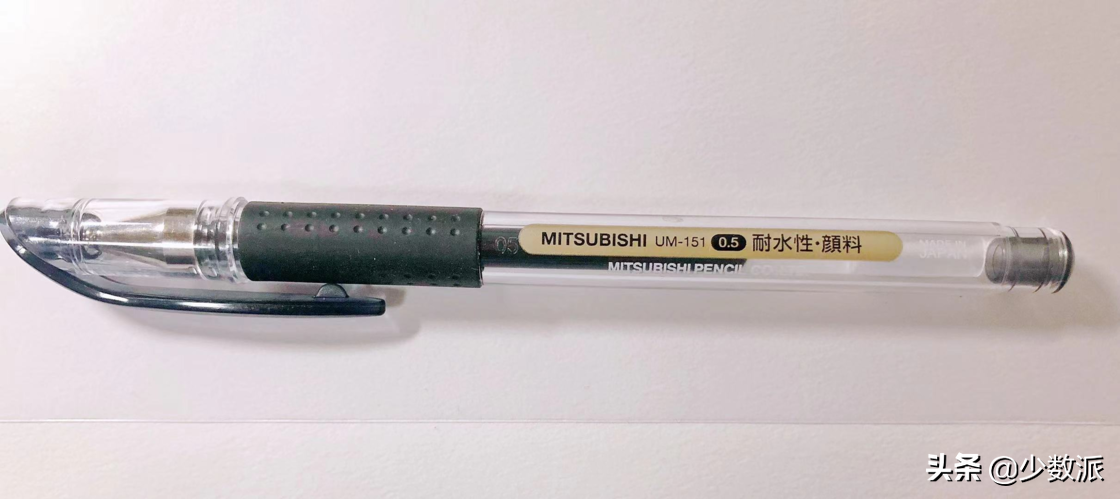 MITSUBISHI UM-151 0.5 耐水性・顔料
MITSUBISHI PENCIL CO.
JAPAN
05
头条 @少数派